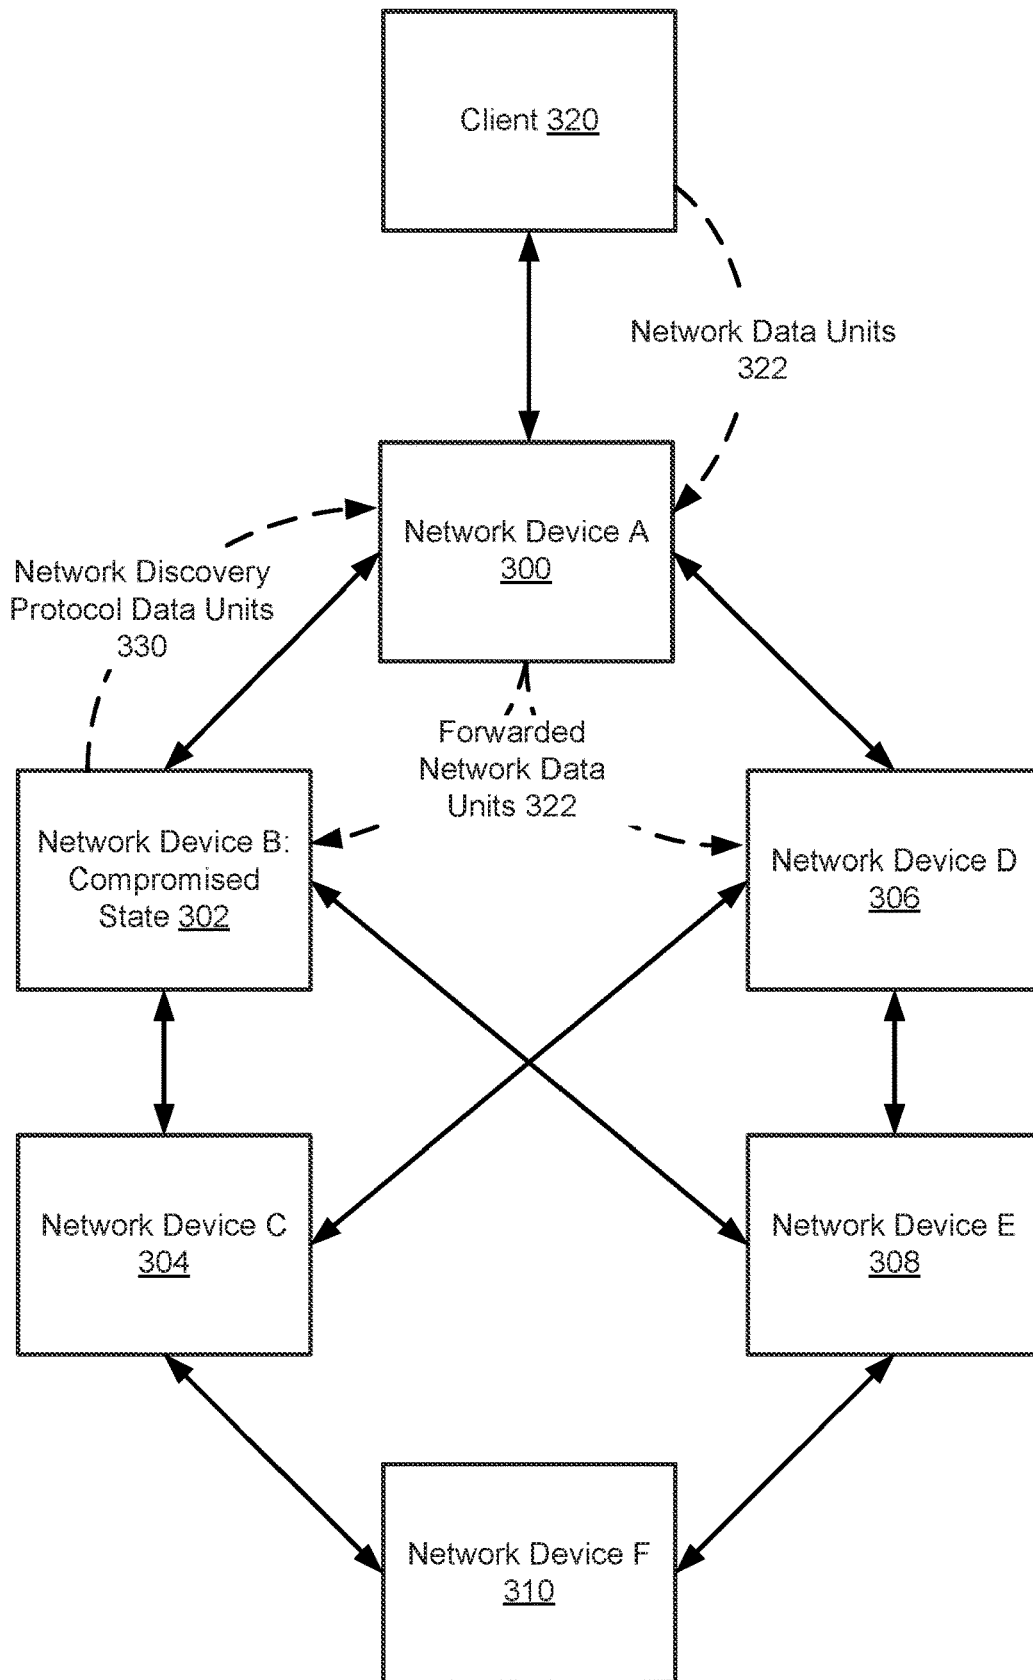 Client 320
Network Data Units
322
Network Device A
300
Network Discovery
Protocol Data Units
330
Forwarded
Network Data
Units 322
Network Device B:
Compromised
State 302
Network Device D
306
Network Device C
304
Network Device E
308
Network Device F
310